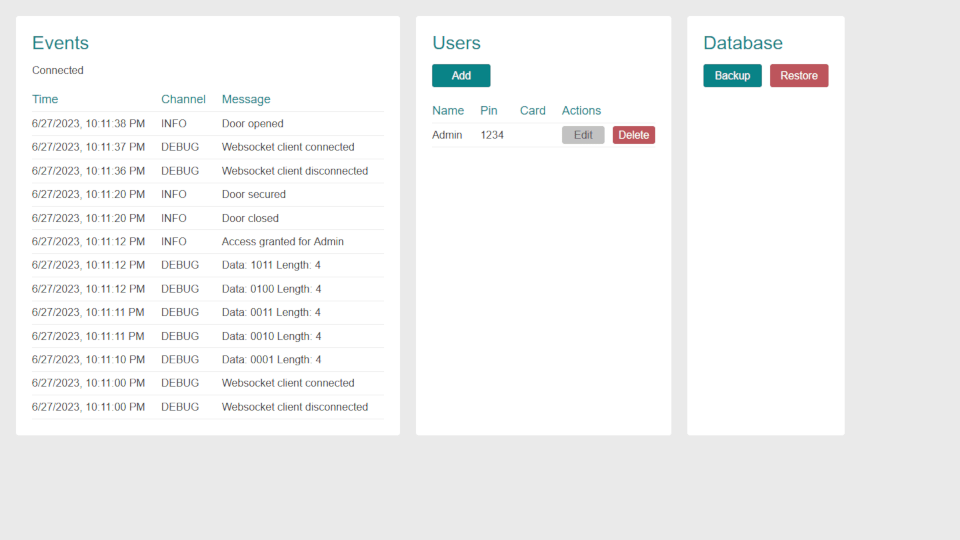 Events
Connected
Time Channel Message
6/27/2023, 10:11:38 PM INFO Door opened
6/27/2023, 10:11:37 PM DEBUG Websocket client connected
6/27/2023, 10:11:36 PM DEBUG Websocket client disconnected
6/27/2023, 10:11:20 PM INFO Door secured
6/27/2023, 10:11:20 PM INFO Door closed
6/27/2023, 10:11:12 PM INFO Access granted for Admin
6/27/2023, 10:11:12 PM DEBUG Data: 1011 Length: 4
6/27/2023, 10:11:12 PM DEBUG Data: 0100 Length: 4
6/27/2023, 10:11:11 PM DEBUG Data: 0011 Length: 4
6/27/2023, 10:11:11 PM DEBUG Data: 0010 Length: 4
6/27/2023, 10:11:10 PM DEBUG Data: 0001 Length: 4
6/27/2023, 10:11:00 PM DEBUG Websocket client connected
6/27/2023, 10:11:00 PM DEBUG Websocket client disconnected
Users
Add
Name Pin Card Actions
Admin 1234 Edit Delete
Database
Backup Restore